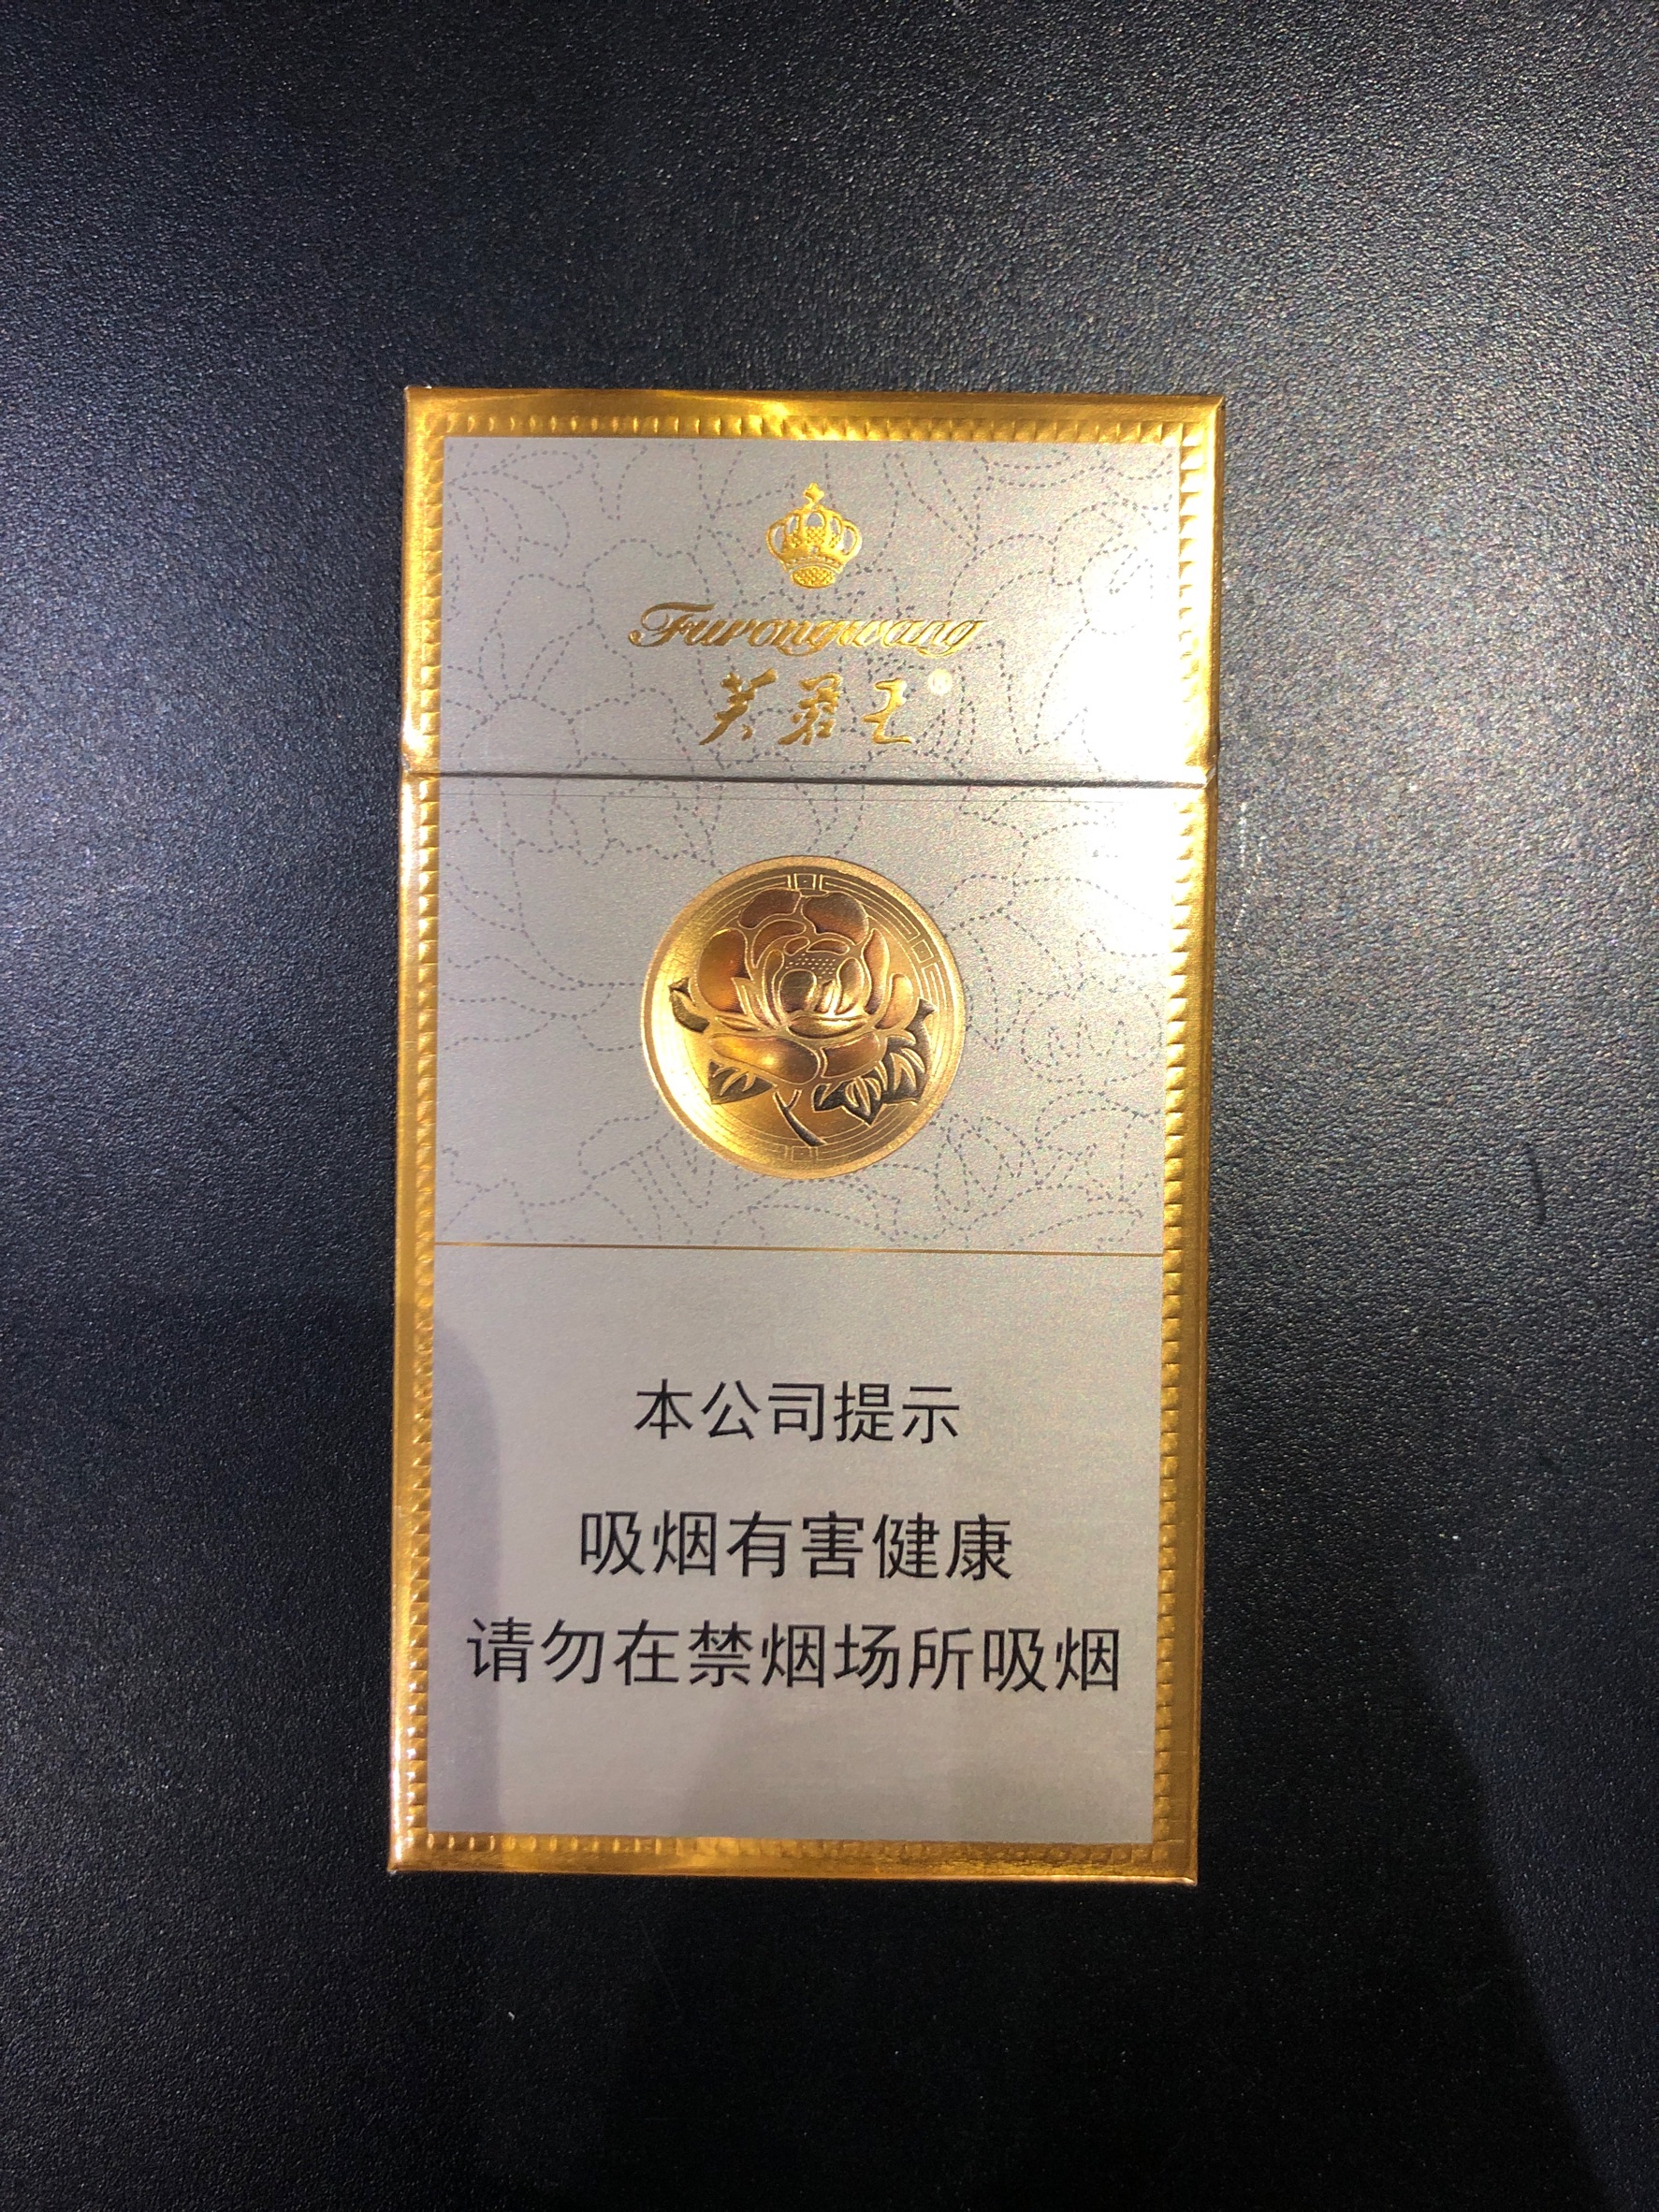 Furongwang
芙蓉王®
本公司提示
吸烟有害健康
请勿在禁烟场所吸烟